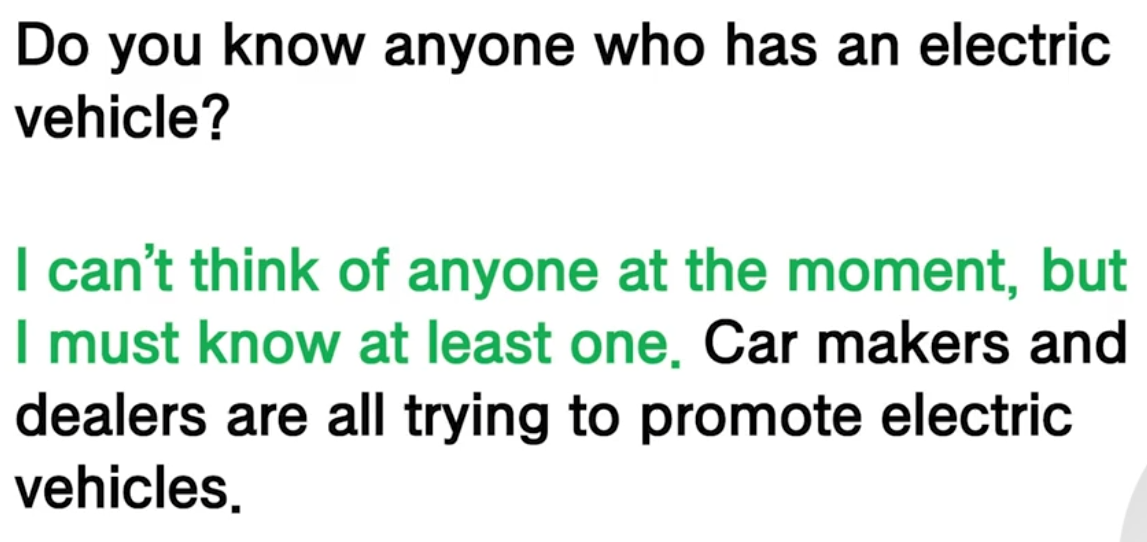 Do you know anyone who has an electric
vehicle?
I can't think of anyone at the moment, but
I must know at least one. Car makers and
dealers are all trying to promote electric
vehicles.